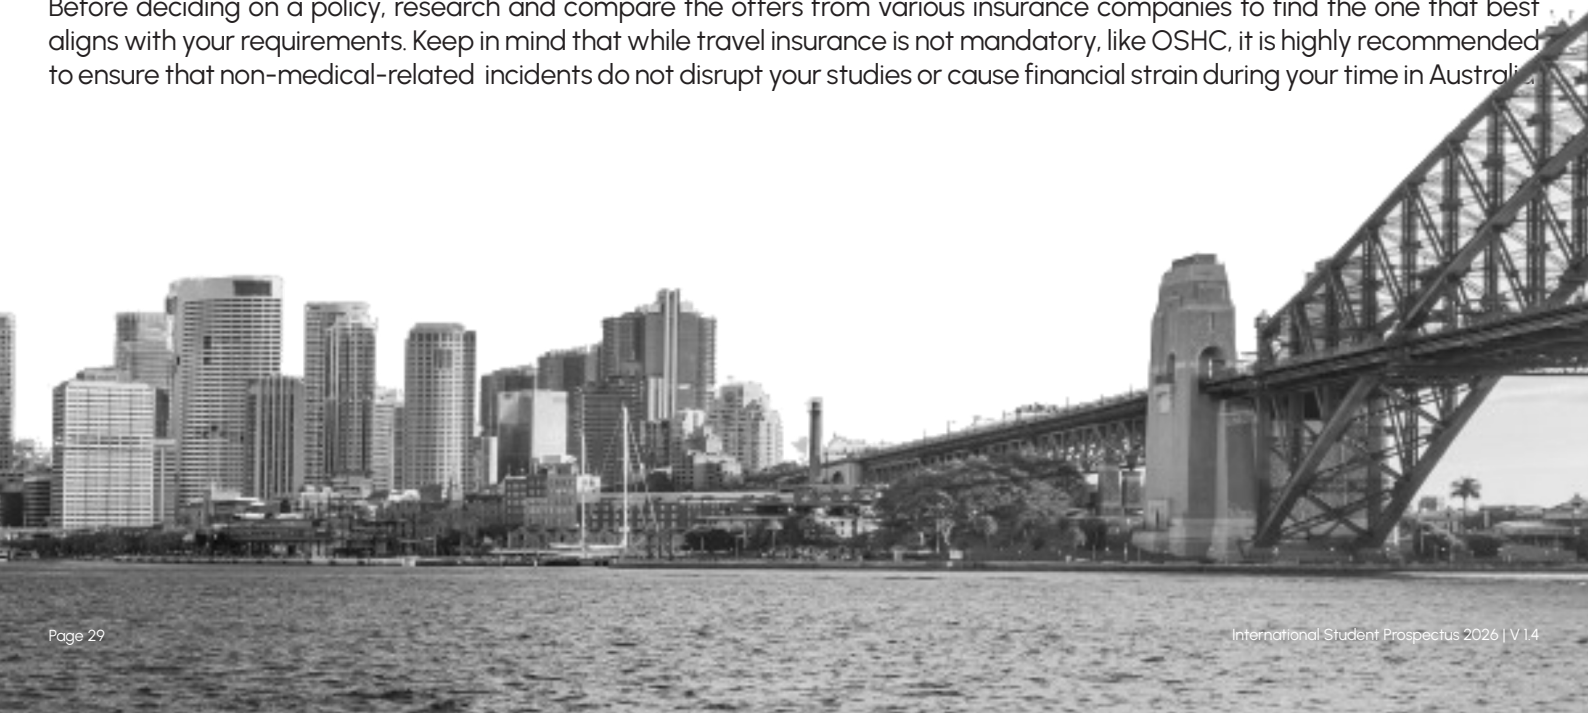 Before deciding on a policy, research and compare the offers from various insurance companies to find the one that best
aligns with your requirements. Keep in mind that while travel insurance is not mandatory, like OSHC, it is highly recommended
to ensure that non-medical-related incidents do not disrupt your studies or cause financial strain during your time in Australia.
Page 29
International Student Prospectus 2026 | V 1.4